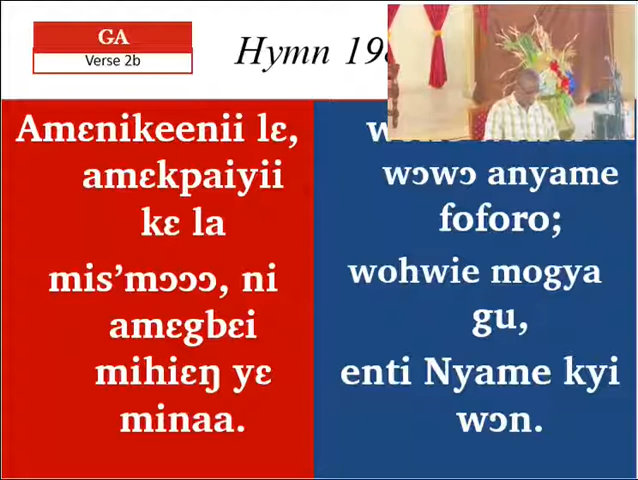 GA
Verse 2b
Hymn
Amɛnikeenii lɛ,
amɛkpaiyii
kɛ la
mis’mɔɔɔ, ni
amɛgbɛi
mihiɛŋ yɛ
minaa.
wɔwɔ anyame
foforo;
wohwie mogya
gu,
enti Nyame kyi
wɔn.